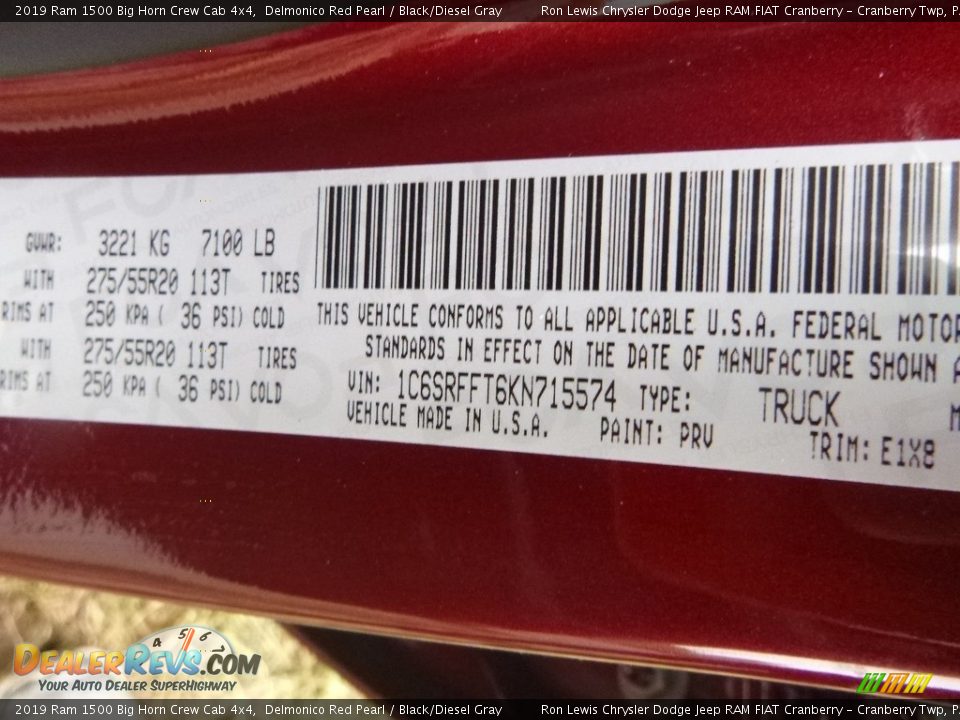 2019 Ram 1500 Big Horn Crew Cab 4x4, Delmonico Red Pearl / Black/Diesel Gray Ron Lewis Chrysler Dodge Jeep RAM FIAT Cranberry - Cranberry Twp, P
GVWR: 3221 KG 7100 LB
WITH 275/55R20 113T TIRES
RIMS AT 250 KPA ( 36 PSI) COLD
WITH 275/55R20 113T TIRES
RIMS AT 250 KPA ( 36 PSI) COLD
THIS VEHICLE CONFORMS TO ALL APPLICABLE U.S.A. FEDERAL MOTOR
STANDARDS IN EFFECT ON THE DATE OF MANUFACTURE SHOWN A
VIN: 1C6SRFFT6KN715574 TYPE: TRUCK M
VEHICLE MADE IN U.S.A. PAINT: PRV TRIM: E1X8
4 5 6
DealerRevs.com
Your Auto Dealer SuperHighway
2019 Ram 1500 Big Horn Crew Cab 4x4, Delmonico Red Pearl / Black/Diesel Gray Ron Lewis Chrysler Dodge Jeep RAM FIAT Cranberry - Cranberry Twp, P